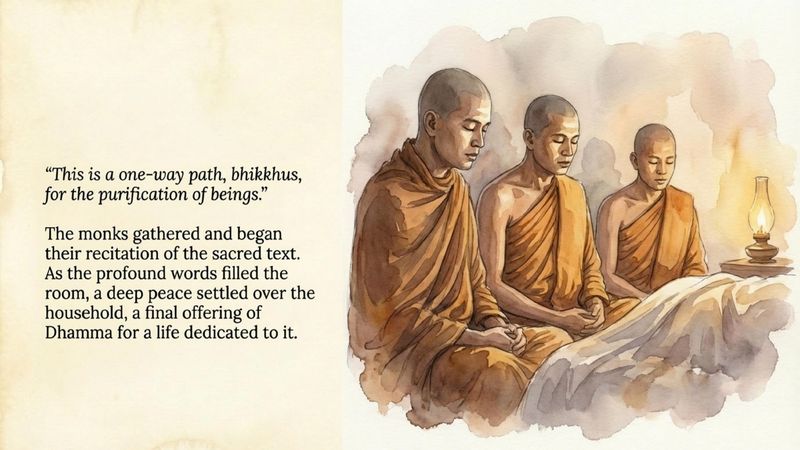 “This is a one-way path, bhikkhus,
for the purification of beings.”
The monks gathered and began
their recitation of the sacred text.
As the profound words filled the
room, a deep peace settled over the
household, a final offering of
Dhamma for a life dedicated to it.